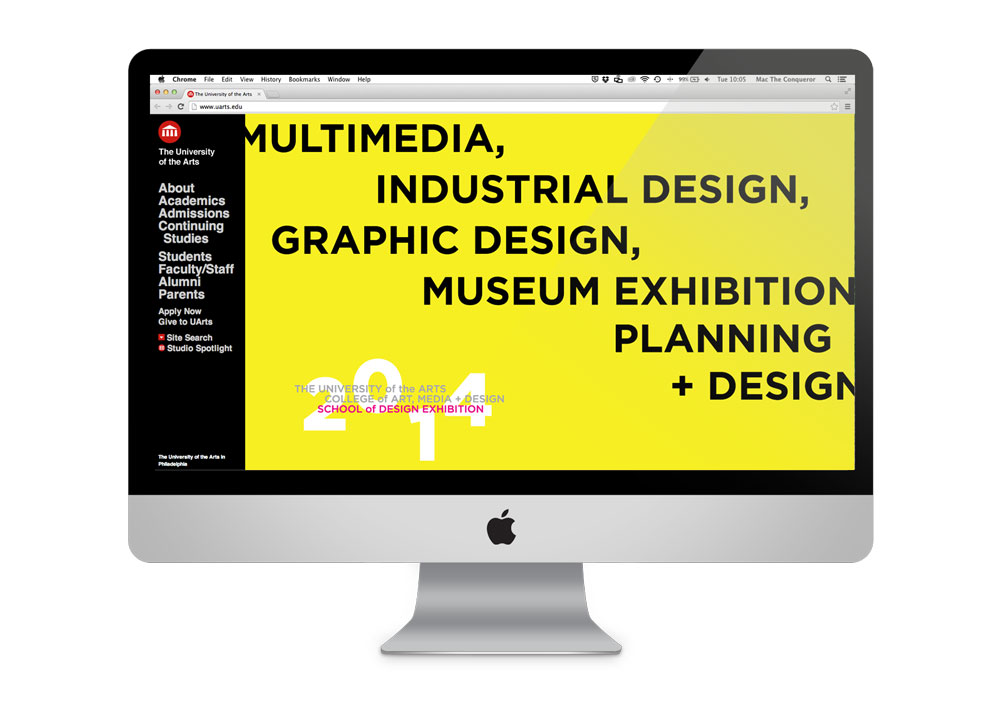 Chrome File Edit View History Bookmarks Window Help 99% Tue 10:05 Mac The Conqueror
The University of the Arts
www.uarts.edu
The University
of the Arts
About
Academics
Admissions
Continuing
Studies
Students
Faculty/Staff
Alumni
Parents
Apply Now
Give to UArts
Site Search
Studio Spotlight
The University of the Arts in
Philadelphia
MULTIMEDIA,
INDUSTRIAL DESIGN,
GRAPHIC DESIGN,
MUSEUM EXHIBITION
PLANNING
+ DESIGN
2014
THE UNIVERSITY of the ARTS
COLLEGE of ART, MEDIA + DESIGN
SCHOOL of DESIGN EXHIBITION